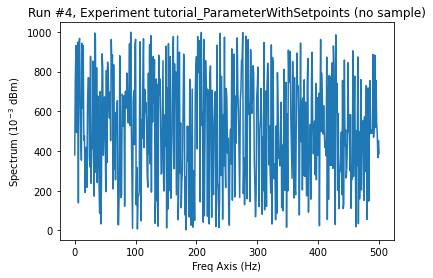 Run #4, Experiment tutorial_ParameterWithSetpoints (no sample)
1000
800
600
400
200
0
Spectrum (10⁻³ dBm)
0 100 200 300 400 500
Freq Axis (Hz)